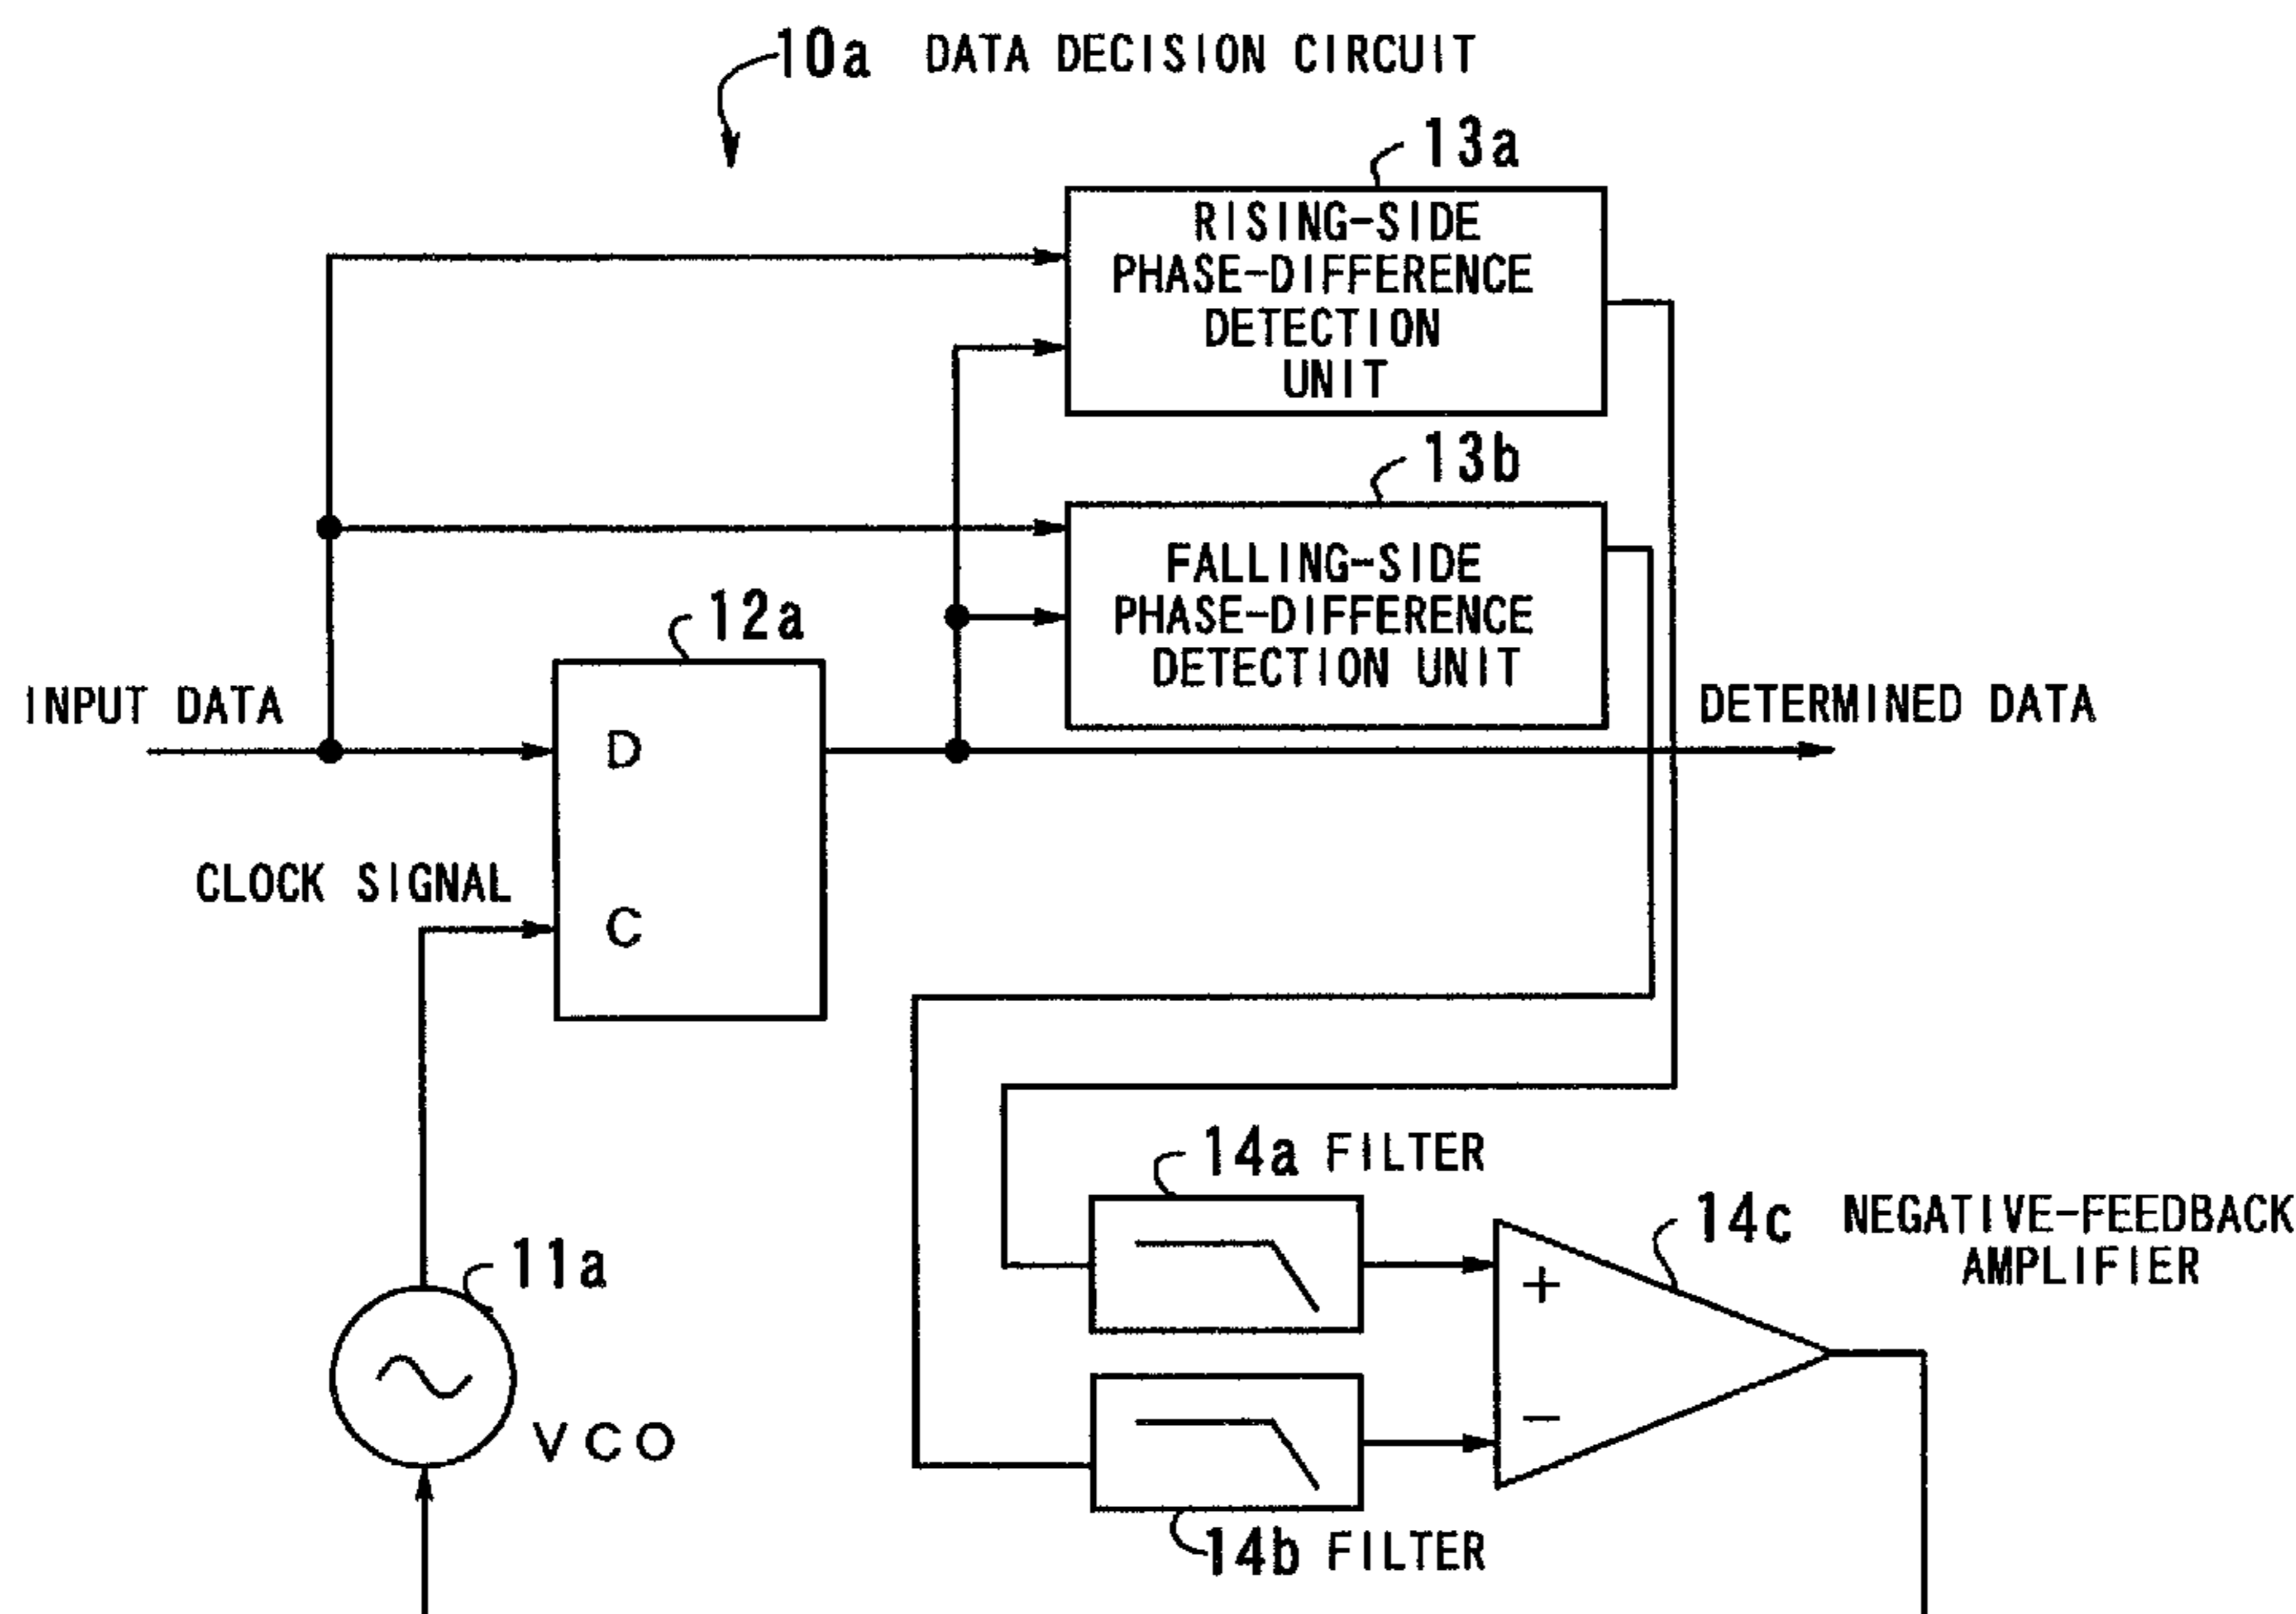 10a DATA DECISION CIRCUIT
13a
RISING-SIDE
PHASE-DIFFERENCE
DETECTION
UNIT
13b
FALLING-SIDE
PHASE-DIFFERENCE
DETECTION UNIT
12a
INPUT DATA
DETERMINED DATA
D
CLOCK SIGNAL
C
14a FILTER
14c NEGATIVE-FEEDBACK
AMPLIFIER
11a
+
VCO
−
14b FILTER